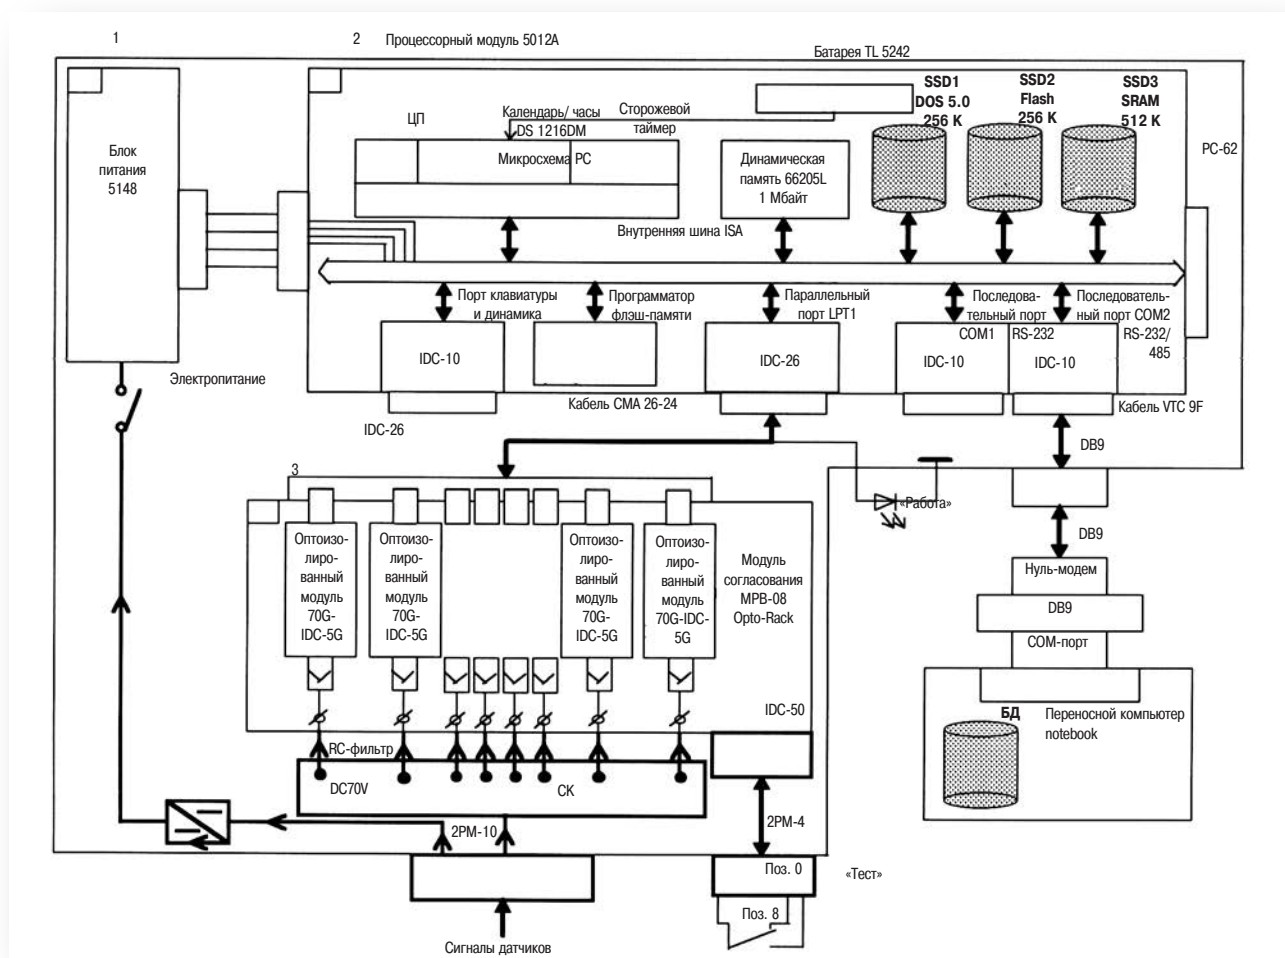 1
2 Процессорный модуль 5012А
Батарея TL 5242
Блок
питания
5148
ЦП
Календарь/ часы
DS 1216DM
Сторожевой
таймер
Микросхема PC
Динамическая
память 66205L
1 Мбайт
SSD1
DOS 5.0
256 K
SSD2
Flash
256 K
SSD3
SRAM
512 K
PC-62
Внутренняя шина ISA
Порт клавиатуры
и динамика
Программатор
флэш-памяти
Параллельный
порт LPT1
Последова-
тельный порт
COM1
Последователь-
ный порт COM2
RS-232
RS-232/
485
IDC-10
IDC-26
IDC-10
IDC-10
Электропитание
IDC-26
Кабель CMA 26-24
Кабель VTC 9F
DB9
3
«Работа»
Оптоизо-
лиро-
ванный
модуль
70G-
IDC-5G
Оптоизо-
лиро-
ванный
модуль
70G-
IDC-5G
Оптоизо-
лиро-
ванный
модуль
70G-
IDC-5G
Оптоизо-
лиро-
ванный
модуль
70G-IDC-
5G
Модуль
согласования
MPB-08
Opto-Rack
IDC-50
DB9
Нуль-модем
DB9
COM-порт
БД
Переносной компьютер
notebook
RC-фильтр
DC70V
СК
2PM-10
2PM-4
Поз. 0
«Тест»
Поз. 8
Сигналы датчиков